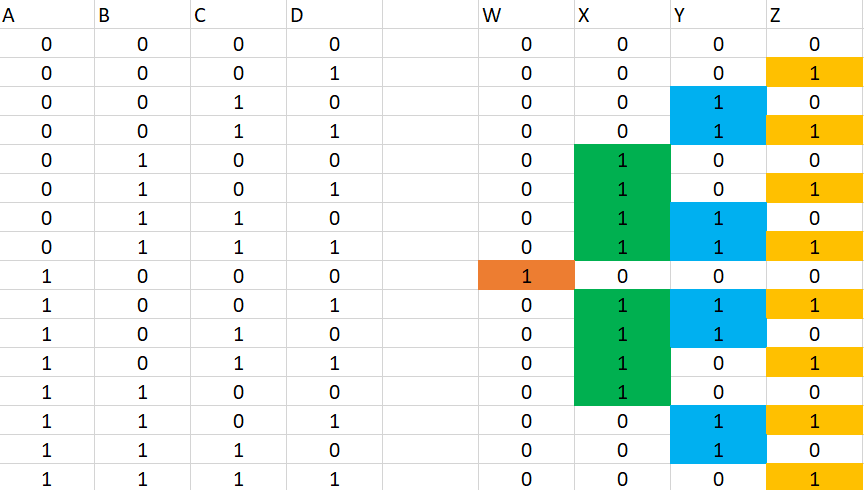 A B C D W X Y Z
0 0 0 0 0 0 0 0
0 0 0 1 0 0 0 1
0 0 1 0 0 0 1 0
0 0 1 1 0 0 1 1
0 1 0 0 0 1 0 0
0 1 0 1 0 1 0 1
0 1 1 0 0 1 1 0
0 1 1 1 0 1 1 1
1 0 0 0 1 0 0 0
1 0 0 1 0 1 1 1
1 0 1 0 0 1 1 0
1 0 1 1 0 1 0 1
1 1 0 0 0 1 0 0
1 1 0 1 0 0 1 1
1 1 1 0 0 0 1 0
1 1 1 1 0 0 0 1